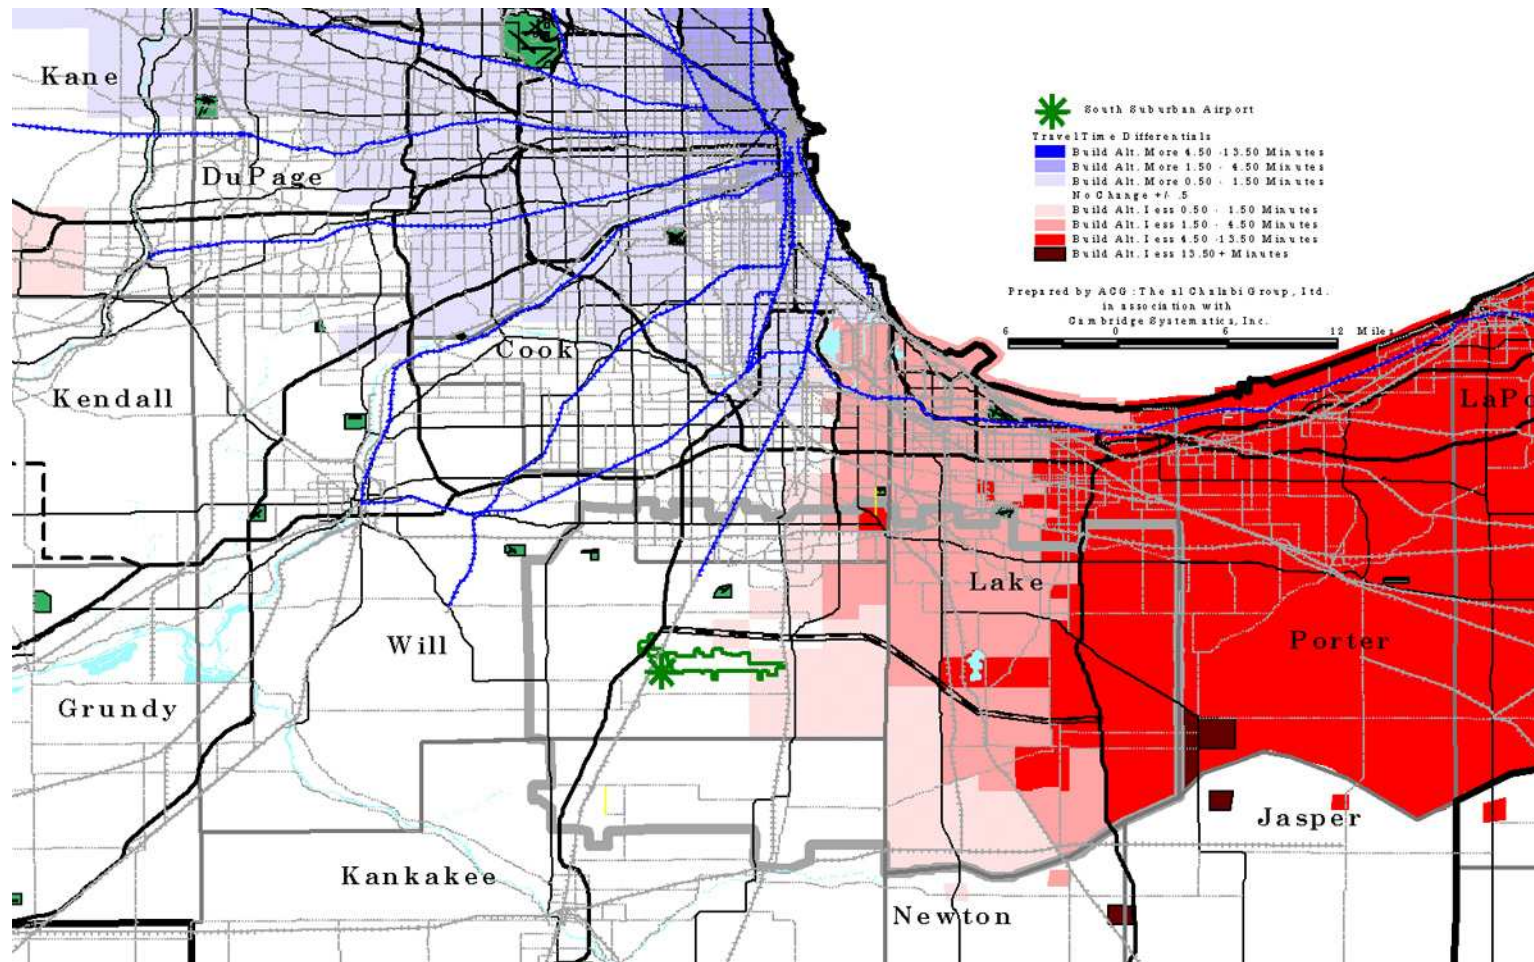 Kane
South Suburban Airport
Travel Time Differentials
Build Alt. More 4.50 - 13.50 Minutes
Build Alt. More 1.50 - 4.50 Minutes
Build Alt. More 0.50 - 1.50 Minutes
No Change +/- .5
Build Alt. Less 0.50 - 1.50 Minutes
Build Alt. Less 1.50 - 4.50 Minutes
Build Alt. Less 4.50 - 13.50 Minutes
Build Alt. Less 13.50+ Minutes
DuPage
Prepared by ACG: The al Chalabi Group, Ltd.
in association with
Cambridge Systematics, Inc.
6 0 6 12 Miles
Cook
Kendall
LaPo
Lake
Will
Porter
Grundy
Jasper
Kankakee
Newton